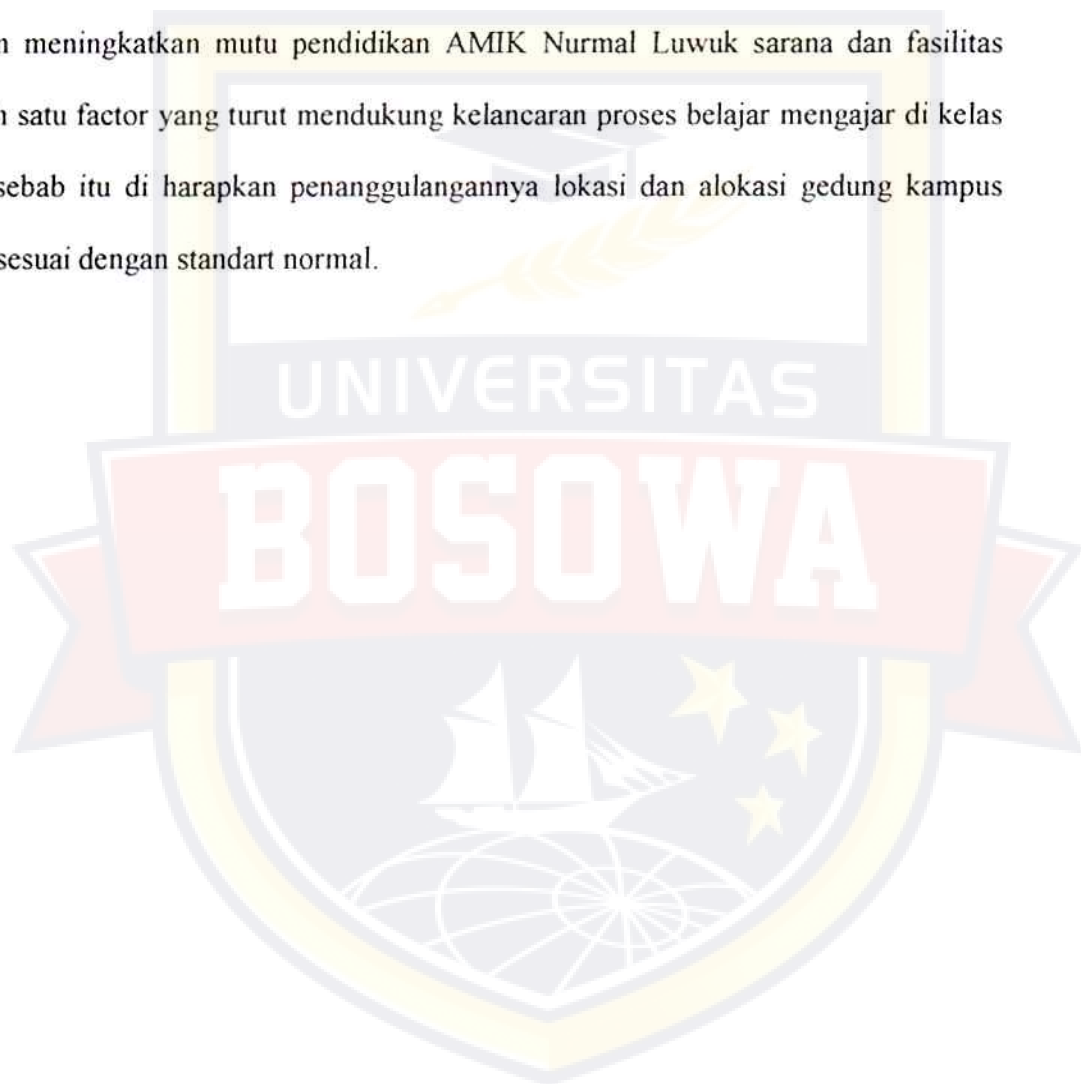 meningkatkan mutu pendidikan AMIK Nurmal Luwuk sarana dan fasilitas
satu factor yang turut mendukung kelancaran proses belajar mengajar di kelas
sebab itu di harapkan penanggulangannya lokasi dan alokasi gedung kampus
sesuai dengan standart normal.
UNIVERSITAS
BOSOWA